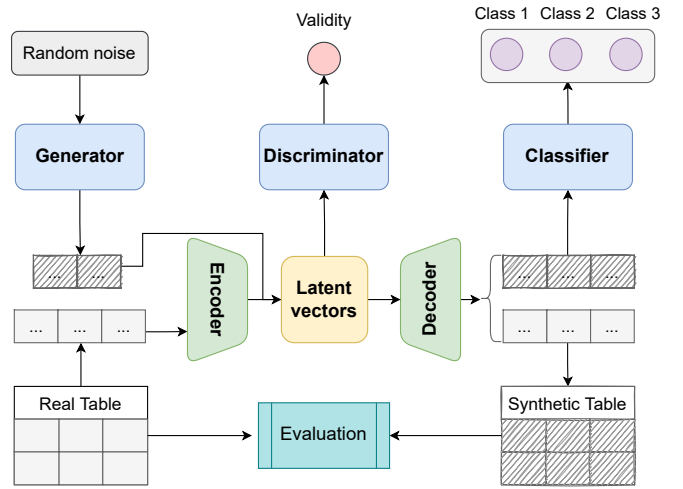 Validity
Class 1 Class 2 Class 3
Random noise
Generator
Discriminator
Classifier
... ...
Encoder
Latent
vectors
Decoder
... ... ...
... ... ...
... ... ...
Real Table
Evaluation
Synthetic Table